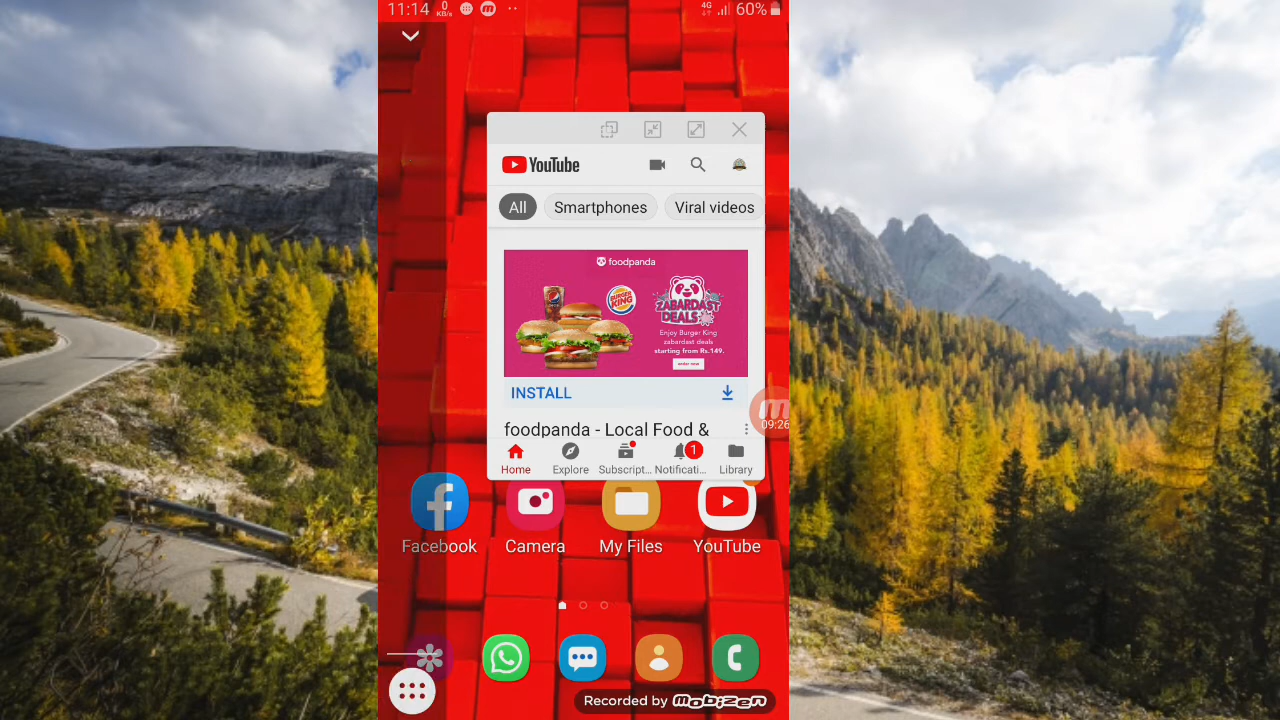 11:14 0 KB/s 4G 60%
YouTube
All Smartphones Viral videos
foodpanda
BURGER KING
ZABARDAST
DEALS
Enjoy Burger King
zabardast deals
starting from Rs.149.
INSTALL
09:26
foodpanda - Local Food &
1
Home Explore Subscript... Notificati... Library
Facebook Camera My Files YouTube
Recorded by mobizen